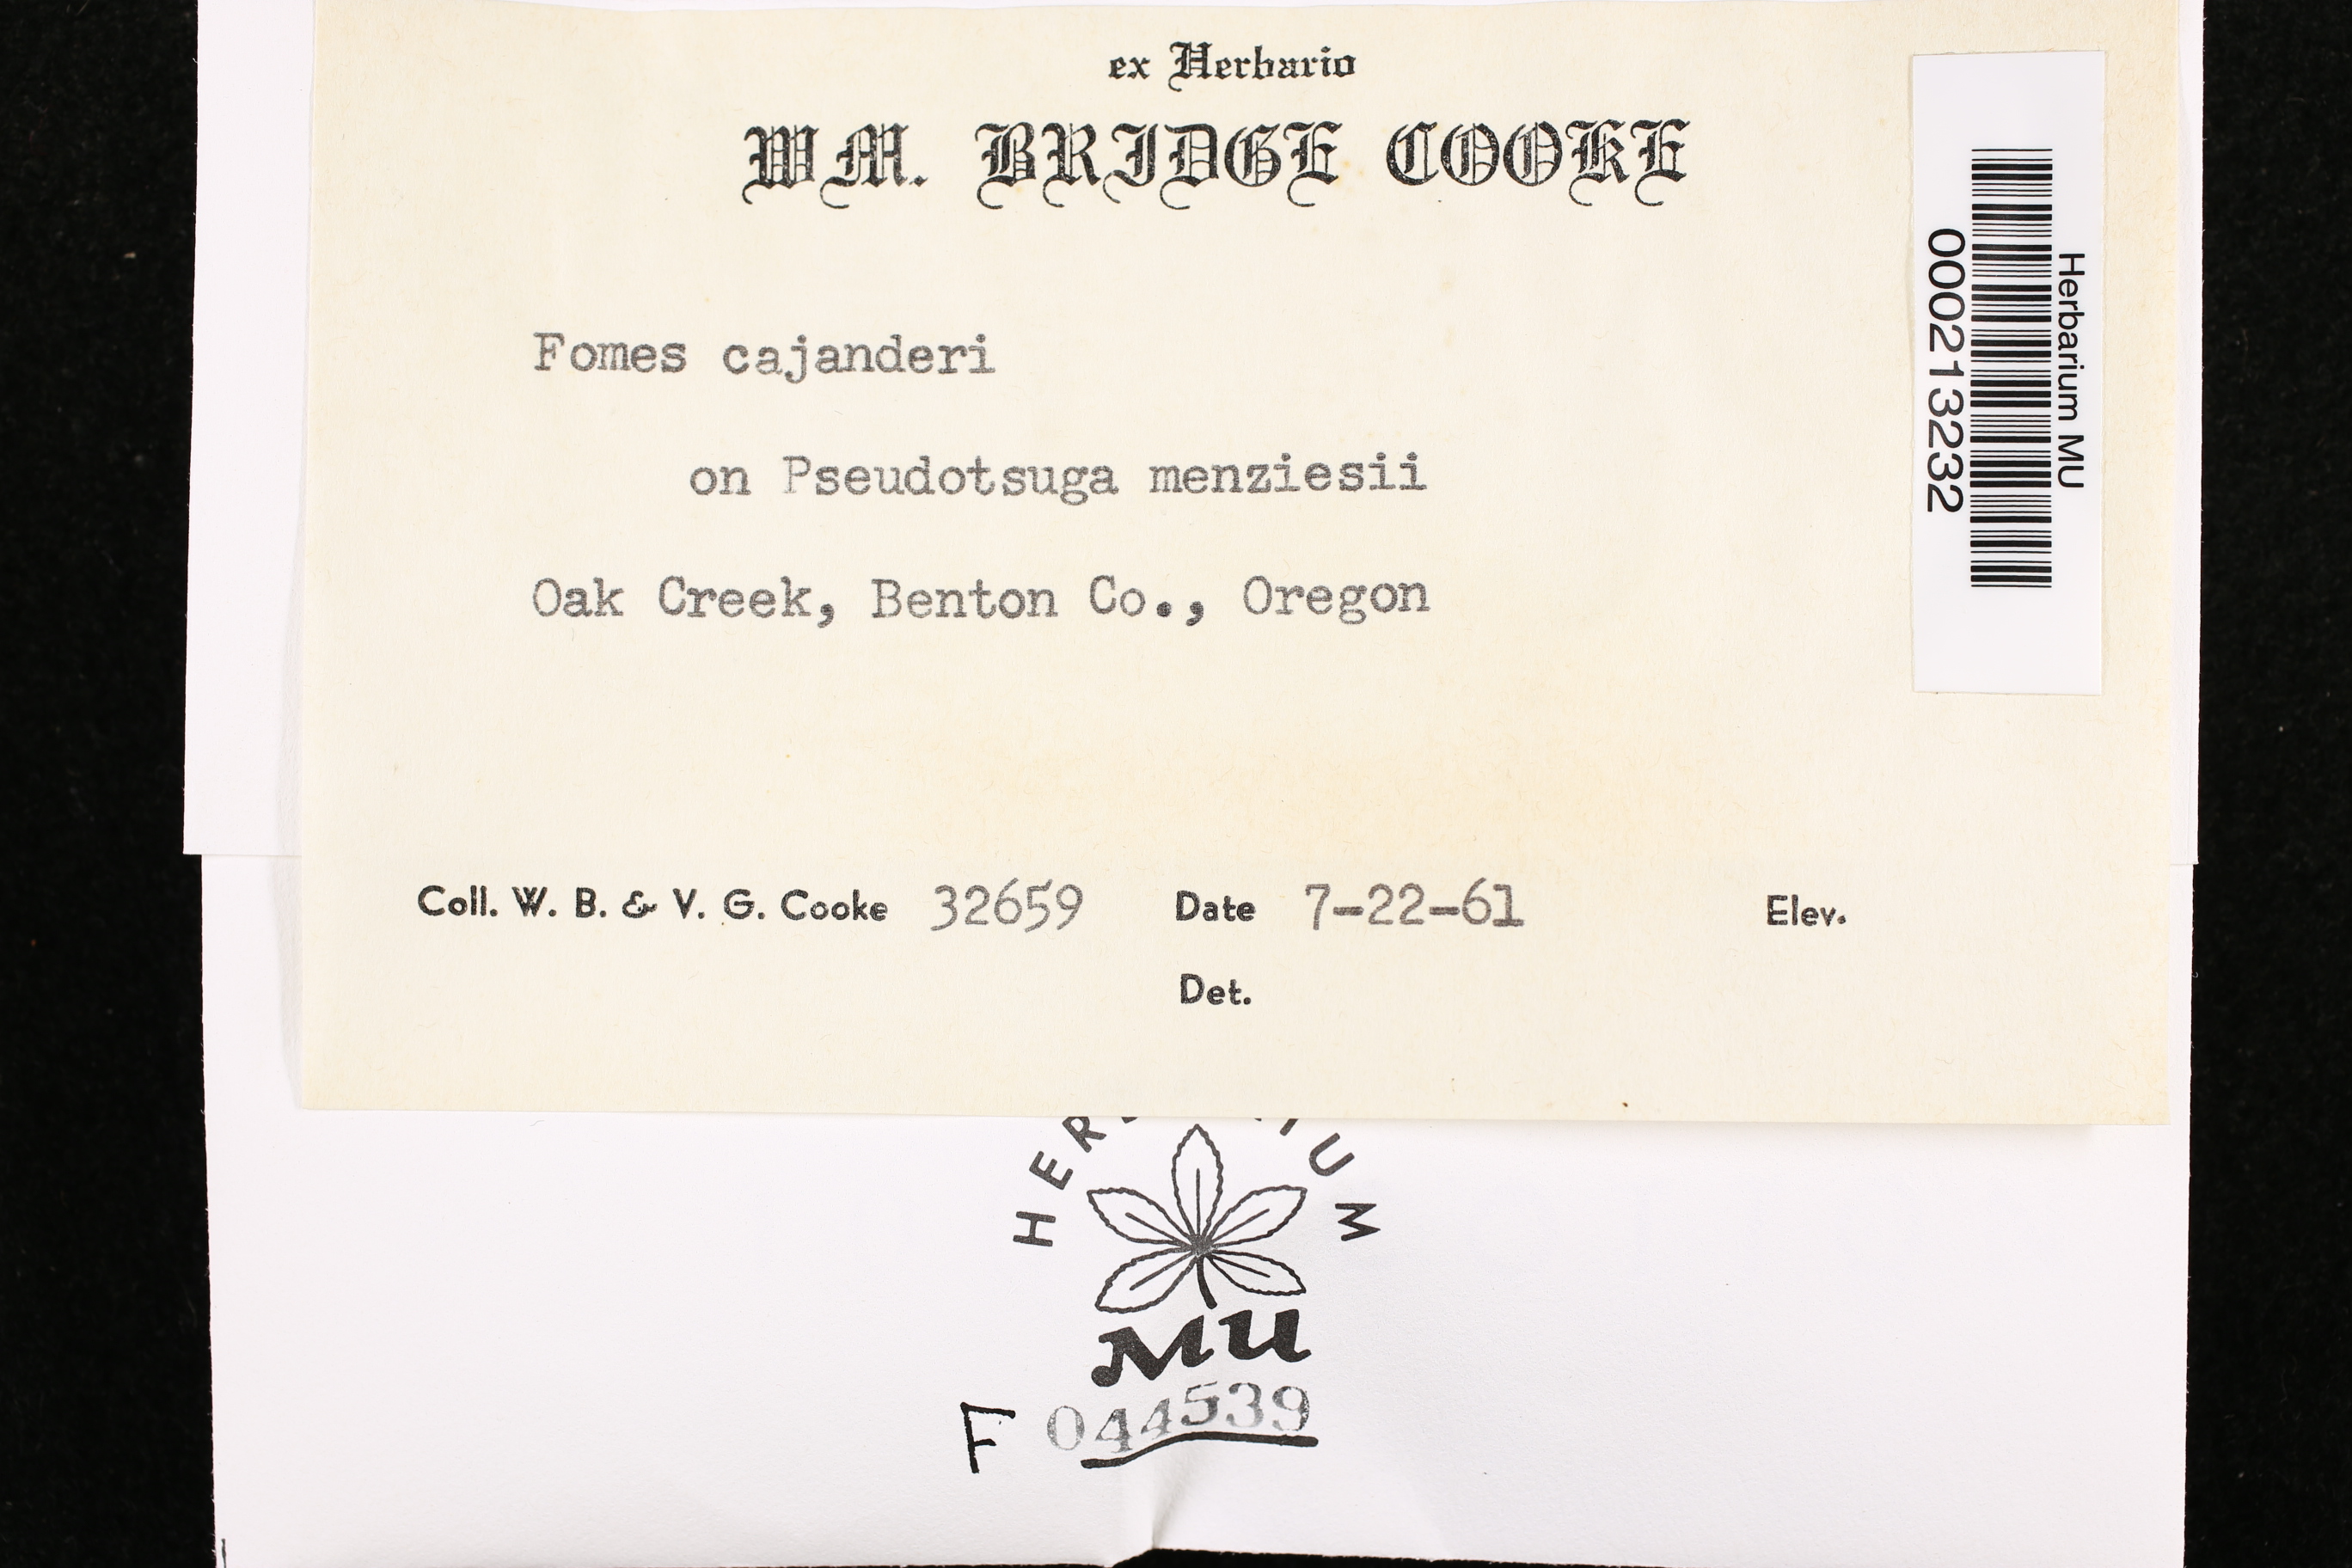 ex Herbario
WM. BRIDGE COOKE
Fomes cajanderi
on Pseudotsuga menziesii
Oak Creek, Benton Co., Oregon
Coll. W. B. & V. G. Cooke 32659 Date 7-22-61 Elev.
Det.
Herbarium MU
000213232
MU
F 044539